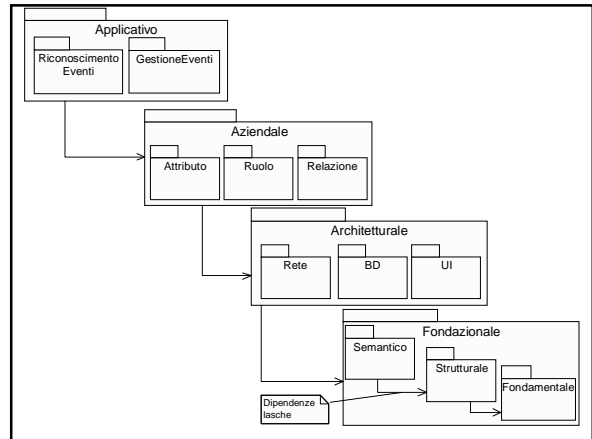 Applicativo
Riconoscimento
Eventi
GestioneEventi
Aziendale
Attributo
Ruolo
Relazione
Architetturale
Rete
BD
UI
Fondazionale
Semantico
Strutturale
Fondamentale
Dipendenze
lasche